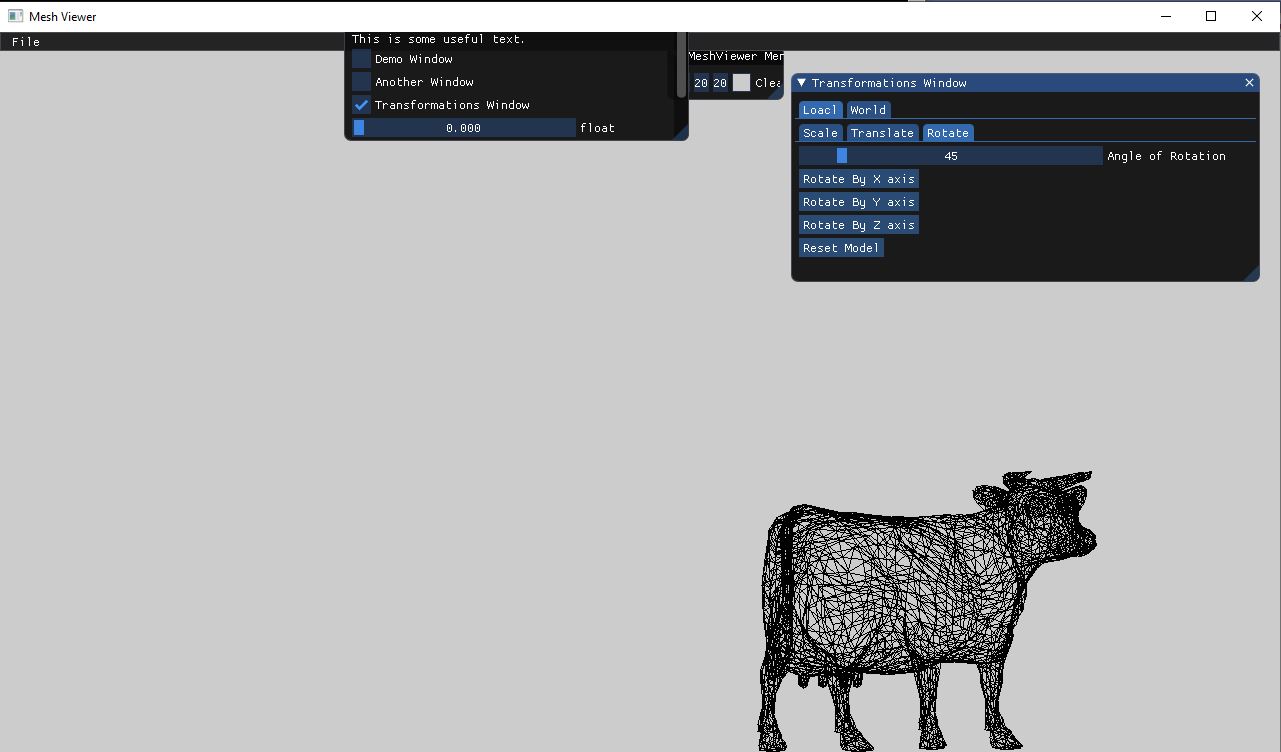 Mesh Viewer
File
This is some useful text.
Demo Window
Another Window
Transformations Window
0.000 float
MeshViewer Men
20 20 Clea
Transformations Window
Loacl World
Scale Translate Rotate
45 Angle of Rotation
Rotate By X axis
Rotate By Y axis
Rotate By Z axis
Reset Model